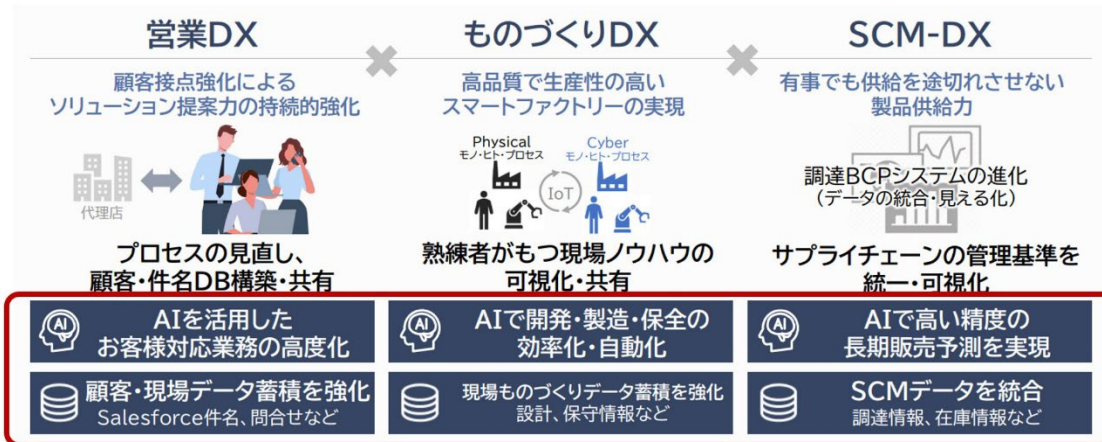 営業DX
顧客接点強化による
ソリューション提案力の持続的強化
代理店
プロセスの見直し、
顧客・件名DB構築・共有
AI
AIを活用した
お客様対応業務の高度化
顧客・現場データ蓄積を強化
Salesforce件名、問合せなど
ものづくりDX
高品質で生産性の高い
スマートファクトリーの実現
Physical
モノ・ヒト・プロセス
Cyber
モノ・ヒト・プロセス
IoT
熟練者がもつ現場ノウハウの
可視化・共有
AI
AIで開発・製造・保全の
効率化・自動化
現場ものづくりデータ蓄積を強化
設計、保守情報など
SCM-DX
有事でも供給を途切れさせない
製品供給力
調達BCPシステムの進化
(データの統合・見える化)
サプライチェーンの管理基準を
統一・可視化
AI
AIで高い精度の
長期販売予測を実現
SCMデータを統合
調達情報、在庫情報など